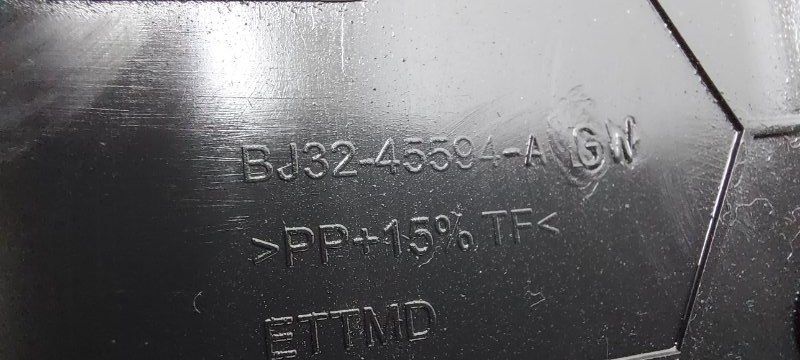 BJ32-45594-A GW
>PP+15% TF<
ETTMD